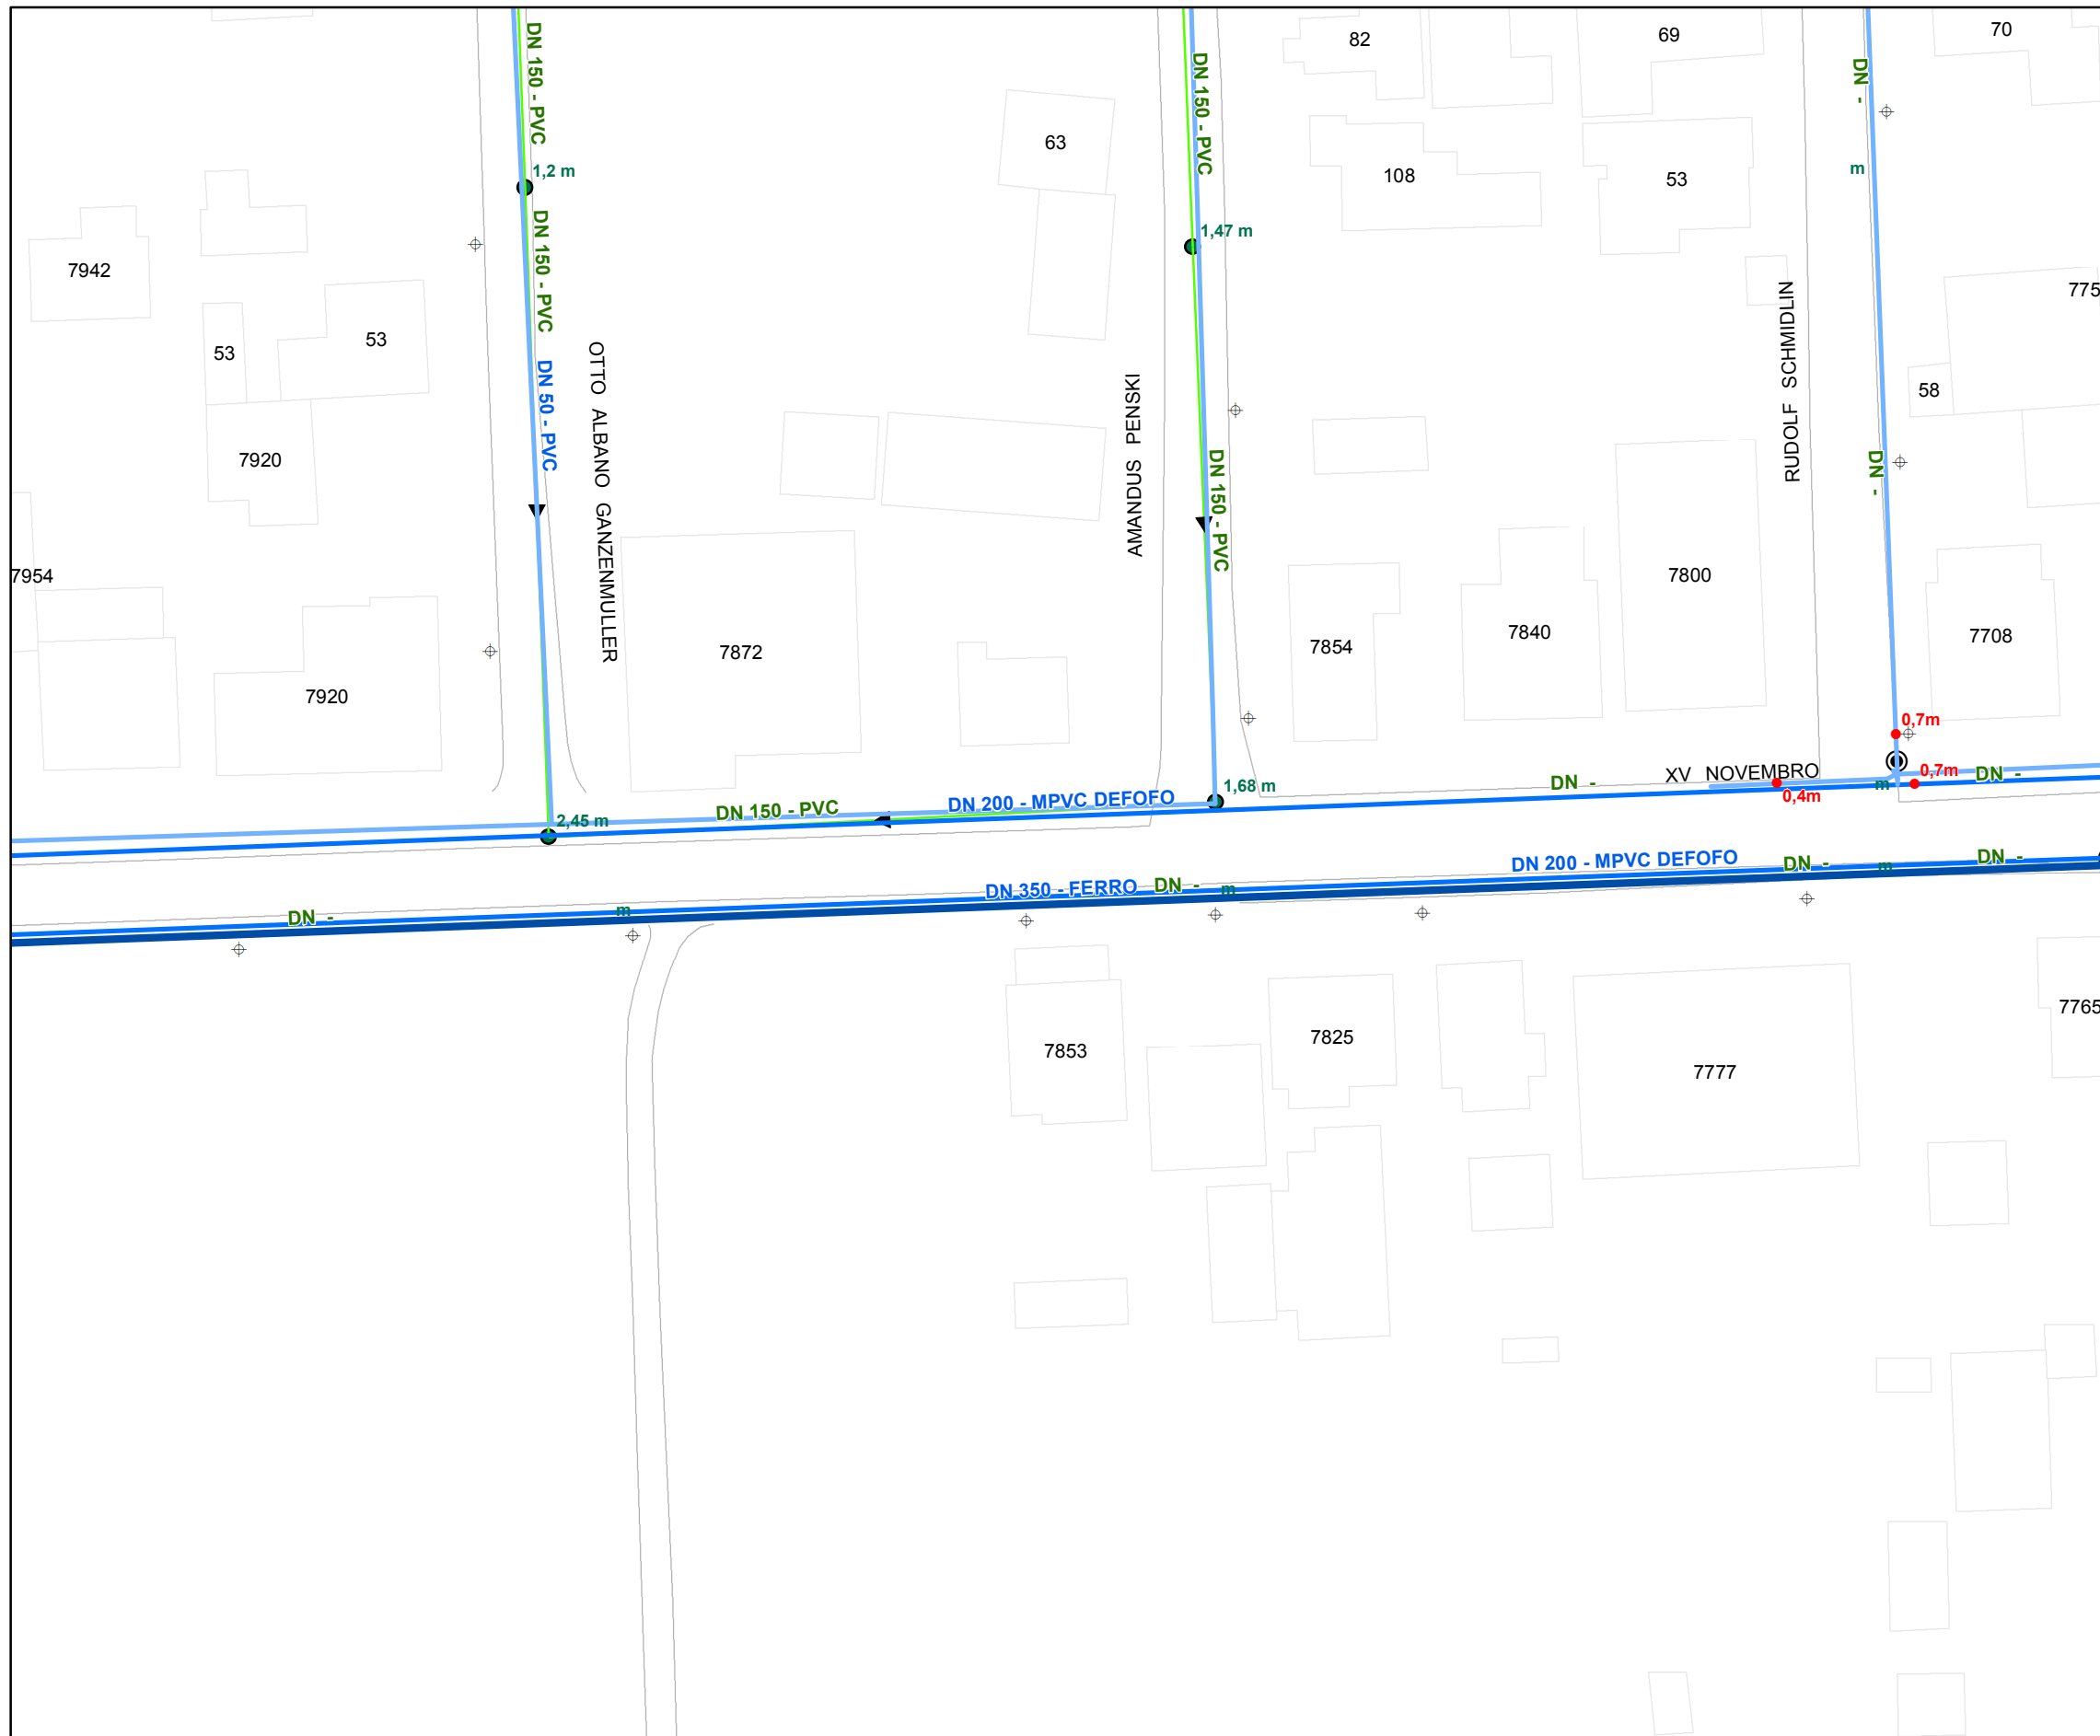 70
69
82
DN 150 - PVC
DN 150 - PVC
DN -
63
1,2 m
m
108
53
DN 150 - PVC
1,47 m
7942
775
53
53
DN 50 - PVC
OTTO ALBANO GANZENMULLER
AMANDUS PENSKI
RUDOLF SCHMIDLIN
58
7920
DN 150 - PVC
DN -
7954
7800
7840
7708
7854
7872
7920
0,7m
XV NOVEMBRO
0,7m
DN -
DN -
m
1,68 m
0,4m
DN 200 - MPVC DEFOFO
DN 150 - PVC
2,45 m
DN 200 - MPVC DEFOFO
DN -
m
DN -
DN 350 - FERRO
DN -
m
DN -
m
7765
7825
7853
7777